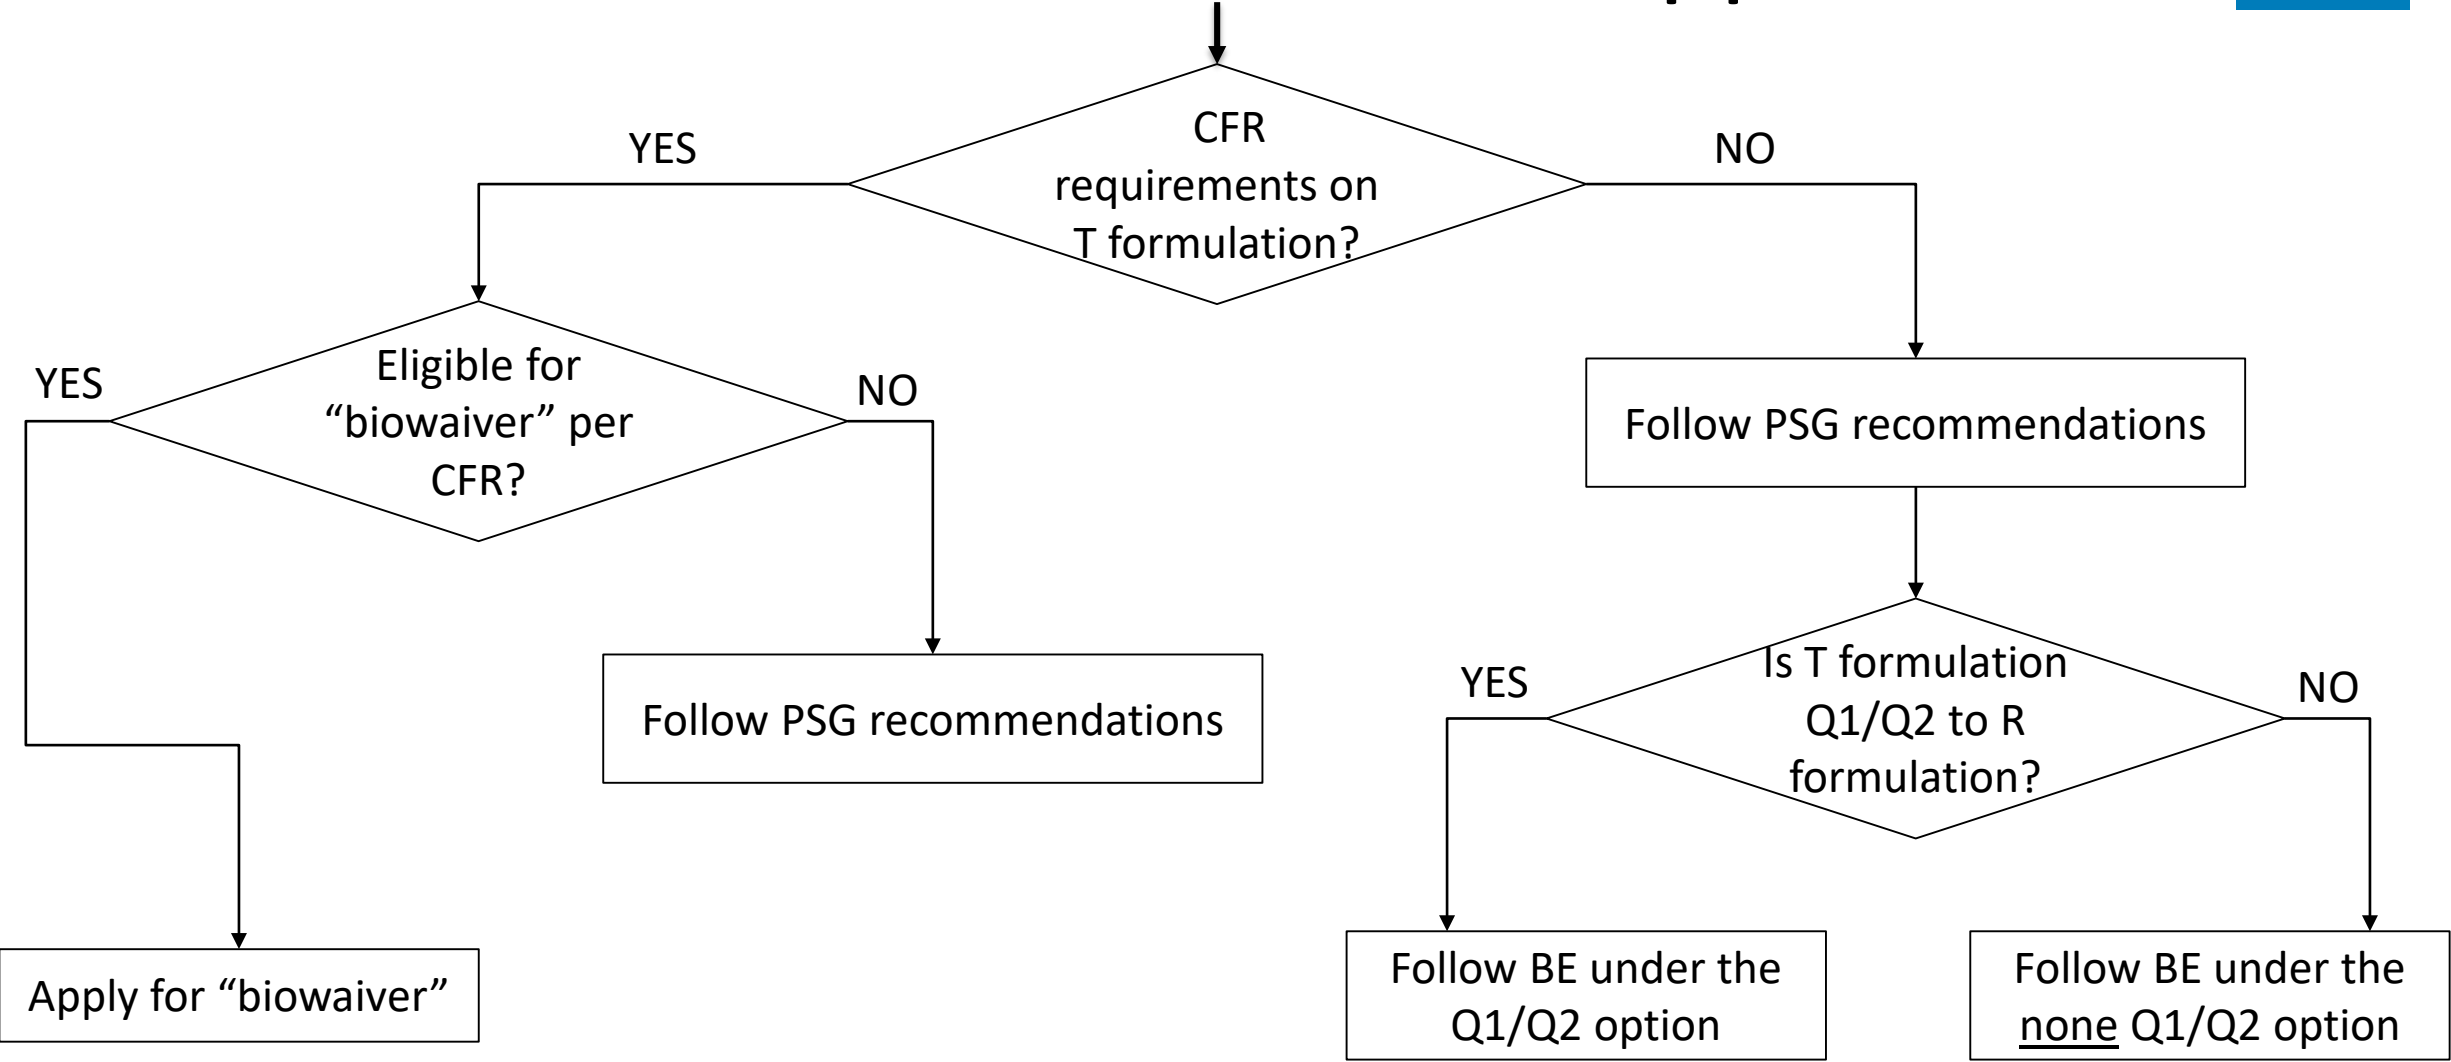 CFR
requirements on
T formulation?
YES
NO
Eligible for
“biowaiver” per
CFR?
YES
NO
Follow PSG recommendations
Follow PSG recommendations
Is T formulation
Q1/Q2 to R
formulation?
YES
NO
Apply for “biowaiver”
Follow BE under the
Q1/Q2 option
Follow BE under the
none Q1/Q2 option